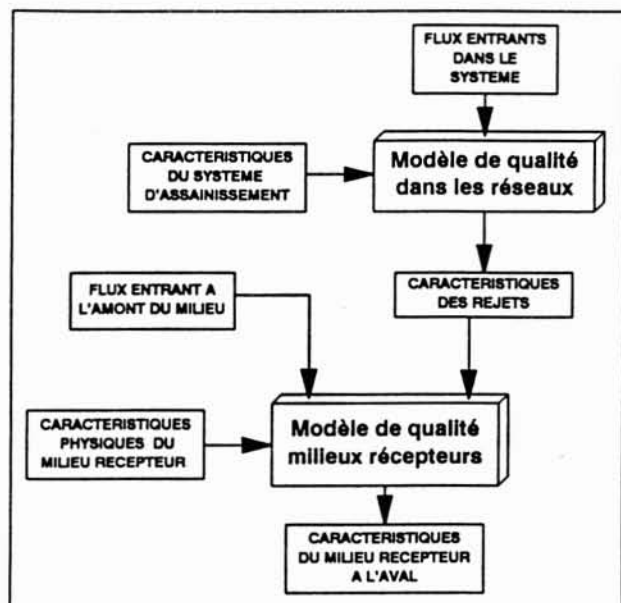 FLUX ENTRANTS
DANS LE
SYSTEME
CARACTERISTIQUES
DU SYSTEME
D'ASSAINISSEMENT
Modèle de qualité
dans les réseaux
FLUX ENTRANT A
L'AMONT DU MILIEU
CARACTERISTIQUES
DES REJETS
CARACTERISTIQUES
PHYSIQUES DU
MILIEU RECEPTEUR
Modèle de qualité
milieux récepteurs
CARACTERISTIQUES
DU MILIEU RECEPTEUR
A L'AVAL